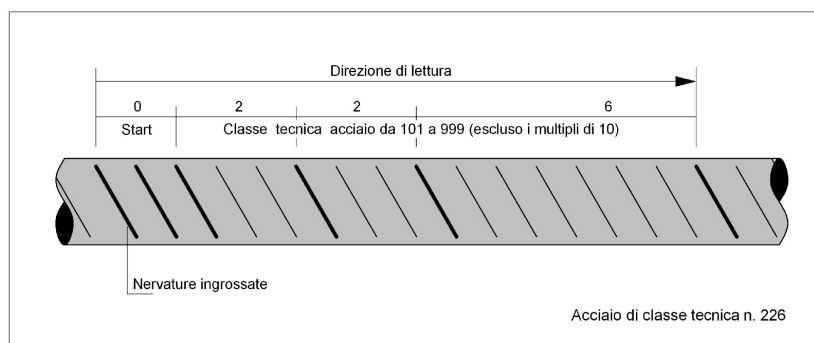 Direzione di lettura
0 2 2 6
Start Classe tecnica acciaio da 101 a 999 (escluso i multipli di 10)
Nervature ingrossate
Acciaio di classe tecnica n. 226